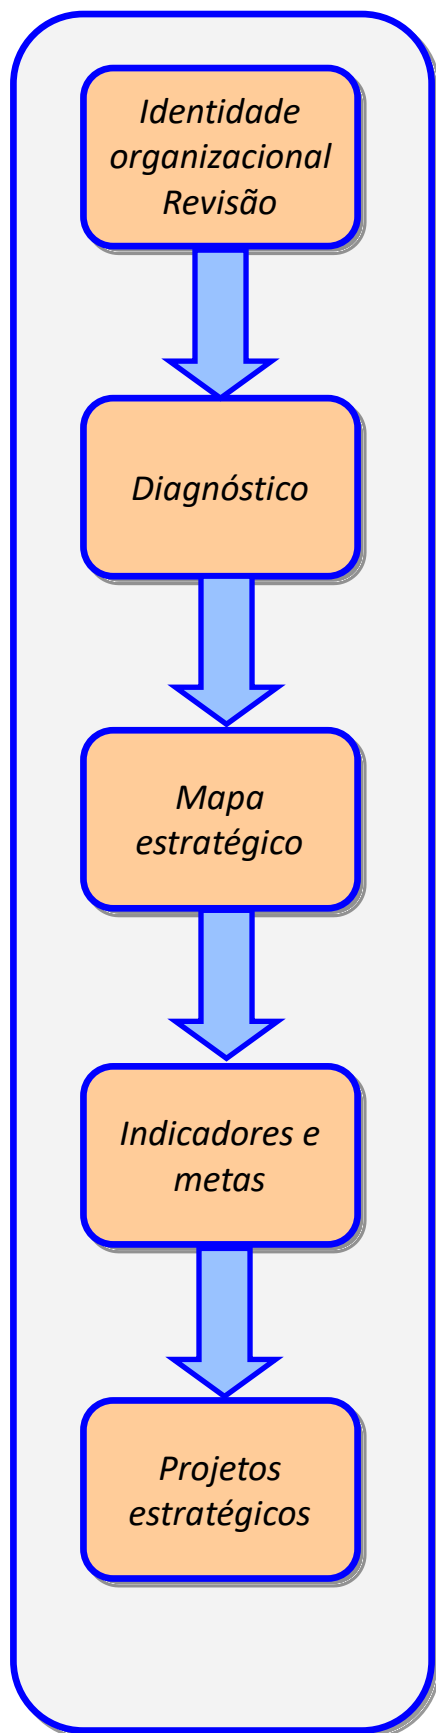 Identidade
organizacional
Revisão
Diagnóstico
Mapa
estratégico
Indicadores e
metas
Projetos
estratégicos